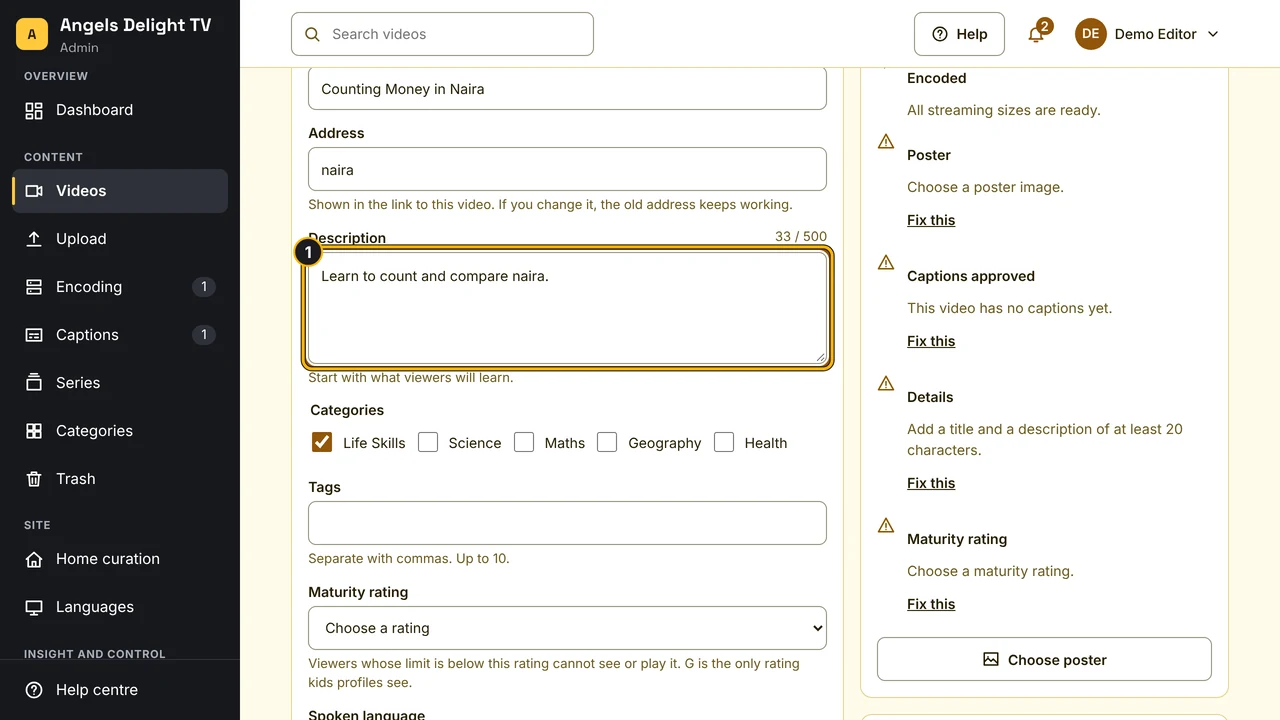 A
Angels Delight TV
Admin
OVERVIEW
Dashboard
CONTENT
Videos
Upload
Encoding 1
Captions 1
Series
Categories
Trash
SITE
Home curation
Languages
INSIGHT AND CONTROL
Help centre
Search videos
Help
2
DE
Demo Editor
Counting Money in Naira
Address
naira
Shown in the link to this video. If you change it, the old address keeps working.
Description 33 / 500
1
Learn to count and compare naira.
Start with what viewers will learn.
Categories
Life Skills Science Maths Geography Health
Tags
Separate with commas. Up to 10.
Maturity rating
Choose a rating
Viewers whose limit is below this rating cannot see or play it. G is the only rating
kids profiles see.
Spoken language
Encoded
All streaming sizes are ready.
Poster
Choose a poster image.
Fix this
Captions approved
This video has no captions yet.
Fix this
Details
Add a title and a description of at least 20
characters.
Fix this
Maturity rating
Choose a maturity rating.
Fix this
Choose poster